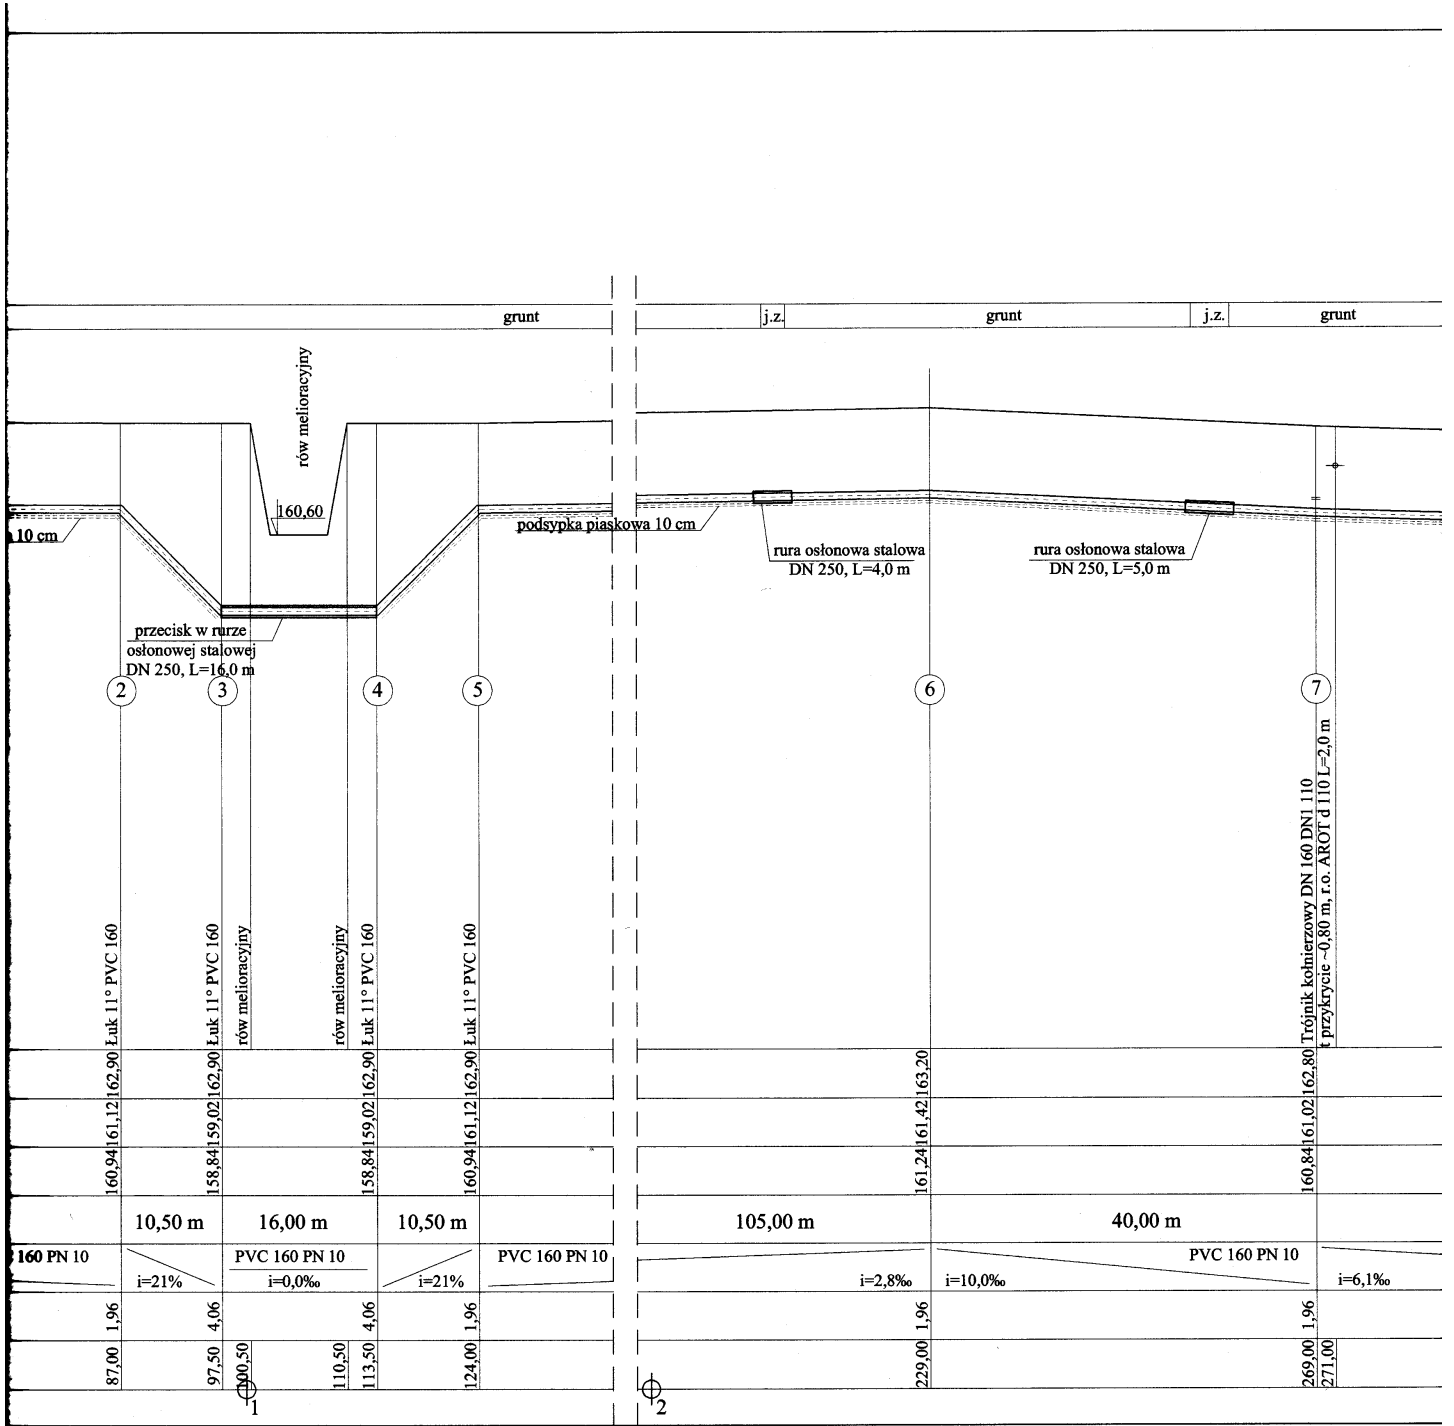 grunt
j.z.
grunt
j.z.
grunt
rów melioracyjny
160,60
10 cm
podsypka piaskowa 10 cm
rura osłonowa stalowa
DN 250, L=4,0 m
rura osłonowa stalowa
DN 250, L=5,0 m
przecisk w rurze
osłonowej stalowej
DN 250, L=16,0 m
2
3
4
5
6
7
Łuk 11° PVC 160
Łuk 11° PVC 160
rów melioracyjny
rów melioracyjny
Łuk 11° PVC 160
Łuk 11° PVC 160
Trójnik kołnierzowy DN 160 DN1 110
t przykrycie ~0,80 m, r.o. AROT d 110 L=2,0 m
162,90
162,90
162,90
162,90
163,20
162,80
161,12
159,02
159,02
161,12
161,42
161,02
160,94
158,84
158,84
160,94
161,24
160,84
10,50 m
16,00 m
10,50 m
105,00 m
40,00 m
160 PN 10
PVC 160 PN 10
PVC 160 PN 10
PVC 160 PN 10
i=21%
i=0,0‰
i=21%
i=2,8‰
i=10,0‰
i=6,1‰
1,96
4,06
4,06
1,96
1,96
1,96
87,00
97,50
100,50
110,50
113,50
124,00
229,00
269,00
271,00
1
2